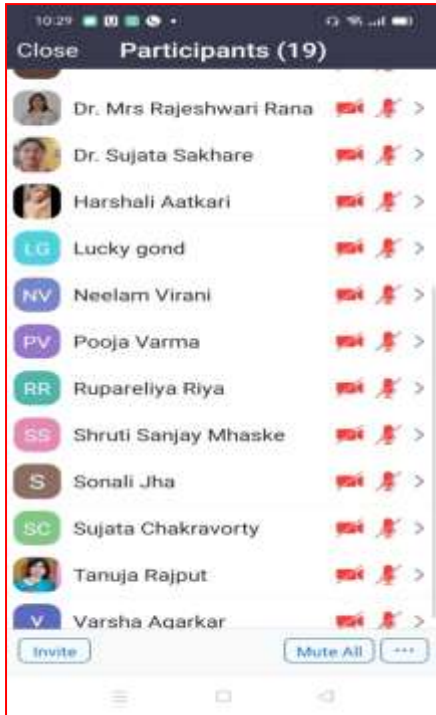 10:29
Close Participants (19)
Dr. Mrs Rajeshwari Rana
Dr. Sujata Sakhare
Harshali Aatkari
LG Lucky gond
NV Neelam Virani
PV Pooja Varma
RR Rupareliya Riya
SS Shruti Sanjay Mhaske
S Sonali Jha
SC Sujata Chakravorty
Tanuja Rajput
V Varsha Agarkar
Invite Mute All ...